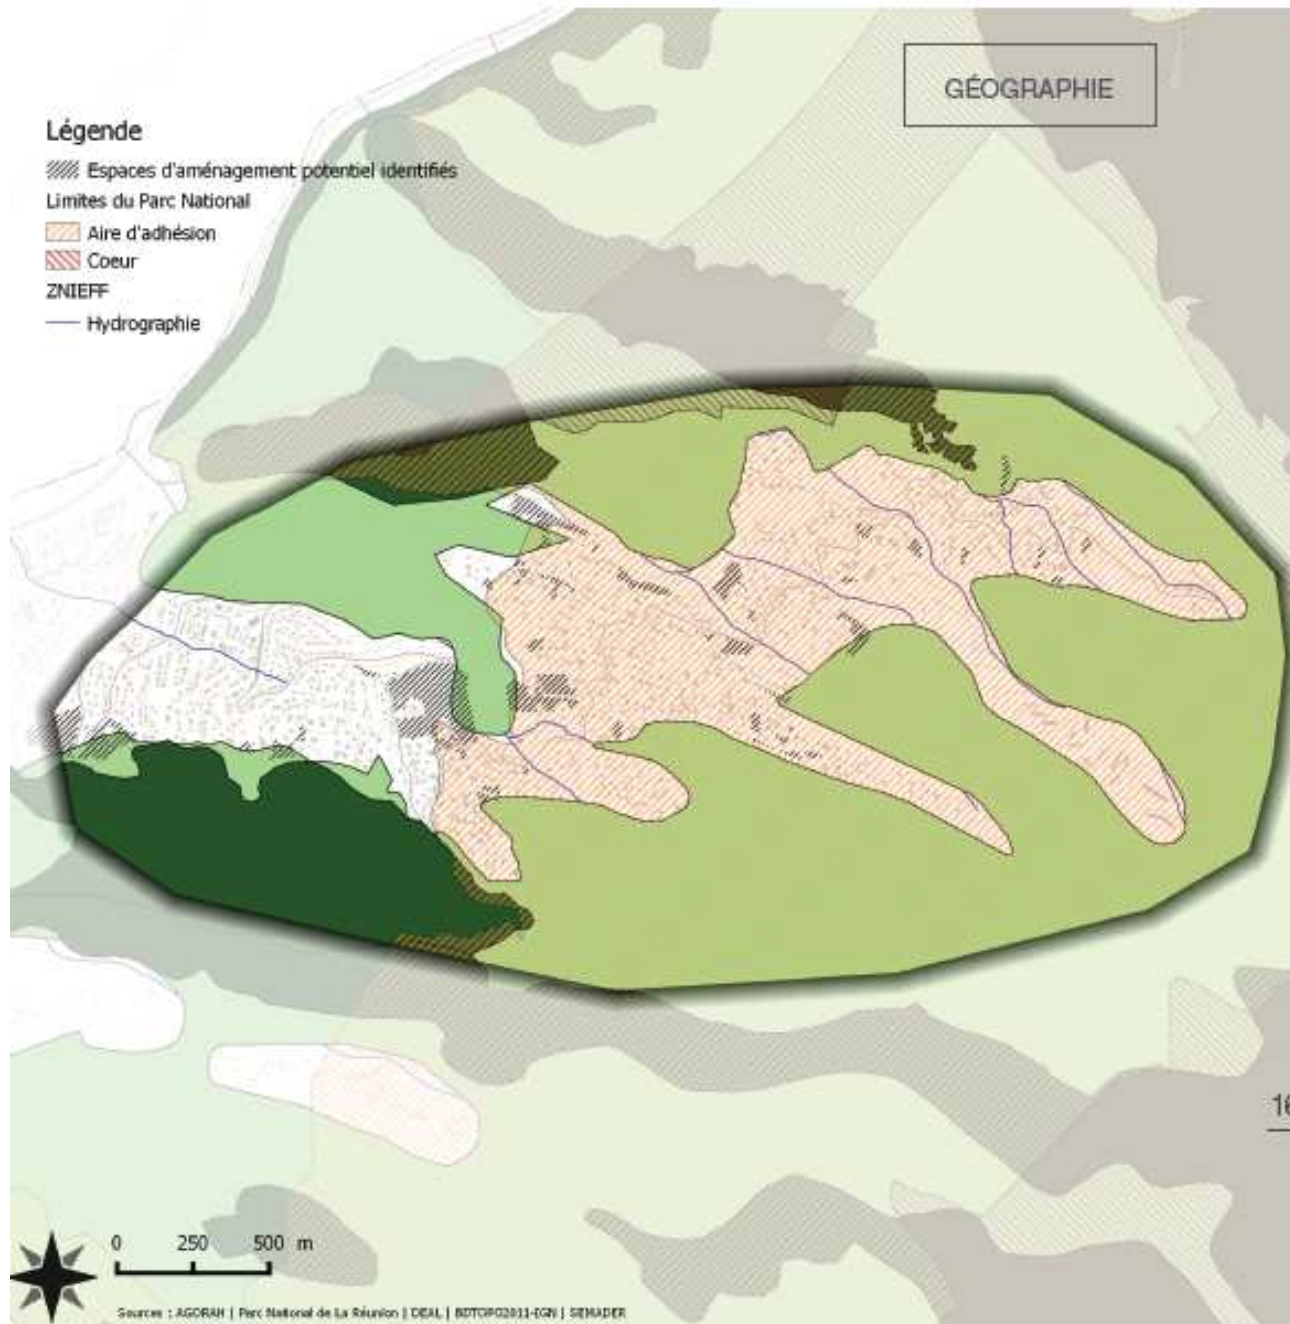 GÉOGRAPHIE
Légende
Espaces d'aménagement potentiel identifiés
Limites du Parc National
Aire d'adhésion
Coeur
ZNIEFF
Hydrographie
16
0 250 500 m
Sources : AGORAH | Parc National de La Réunion | DEAL | BDTOPO2011-IGN | SEMADER